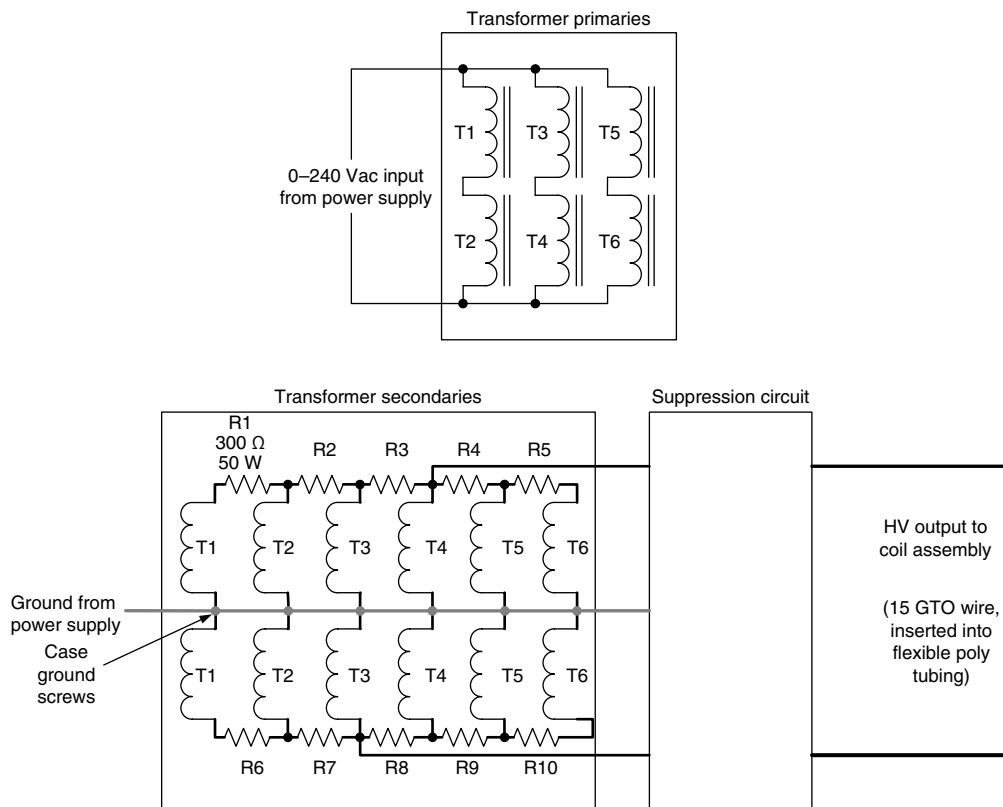 Transformer primaries
T1
T3
T5
0–240 Vac input
from power supply
T2
T4
T6
Transformer secondaries
Suppression circuit
R1
300 Ω
50 W
R2
R3
R4
R5
T1
T2
T3
T4
T5
T6
HV output to
coil assembly
Ground from
power supply
(15 GTO wire,
inserted into
flexible poly
tubing)
Case
ground
screws
T1
T2
T3
T4
T5
T6
R6
R7
R8
R9
R10